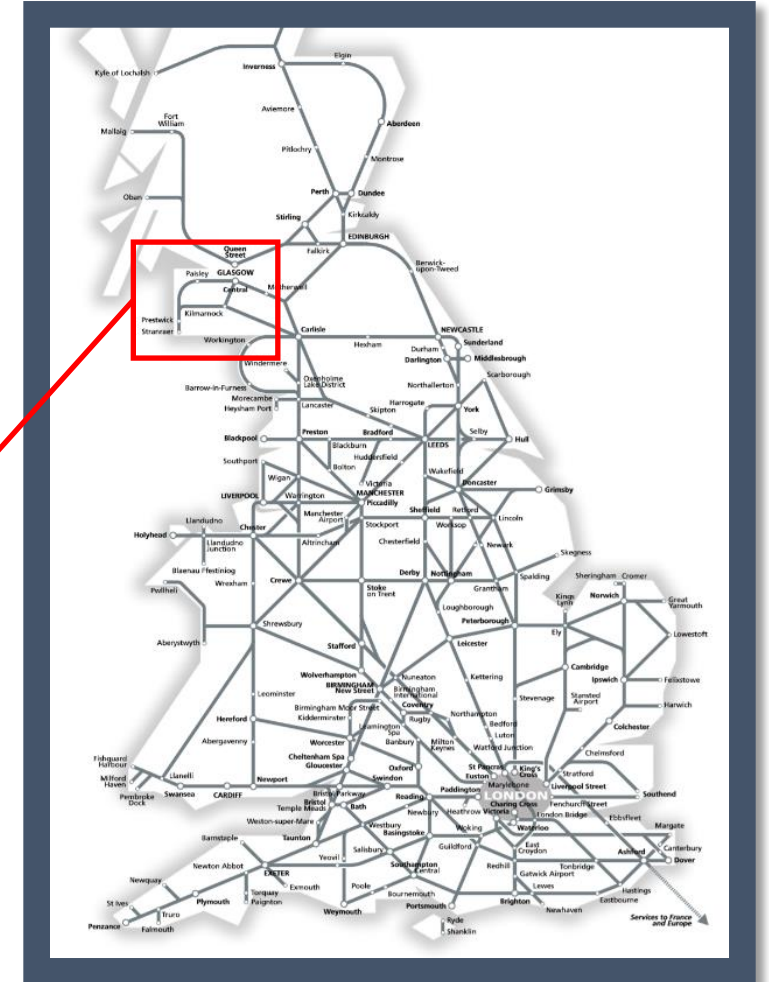 Elgin
Inverness
Kyle of Lochalsh
Aviemore
Fort
William
Aberdeen
Mallaig
Pitlochry
Montrose
Perth
Dundee
Oban
Stirling
Kirkcaldy
Queen
Street
EDINBURGH
Falkirk
Berwick-
upon-Tweed
Paisley
GLASGOW
Central
Motherwell
Kilmarnock
Prestwick
Stranraer
Carlisle
NEWCASTLE
Workington
Hexham
Sunderland
Durham
Darlington
Middlesbrough
Windermere
Scarborough
Oxenholme
Lake District
Northallerton
Barrow-in-Furness
Morecambe
Heysham Port
Lancaster
Harrogate
Skipton
York
Blackpool
Preston
Bradford
Selby
Hull
Blackburn
LEEDS
Huddersfield
Southport
Bolton
Wakefield
Wigan
Victoria
Doncaster
LIVERPOOL
Warrington
MANCHESTER
Piccadilly
Grimsby
Manchester
Airport
Sheffield
Retford
Llandudno
Stockport
Worksop
Lincoln
Holyhead
Chester
Llandudno
Junction
Altrincham
Chesterfield
Newark
Skegness
Blaenau Ffestiniog
Wrexham
Crewe
Derby
Nottingham
Spalding
Sheringham
Cromer
Pwllheli
Stoke
on Trent
Grantham
Kings
Lynn
Norwich
Great
Yarmouth
Loughborough
Peterborough
Aberystwyth
Shrewsbury
Ely
Lowestoft
Stafford
Leicester
Wolverhampton
Nuneaton
Kettering
Cambridge
BIRMINGHAM
New Street
Birmingham
International
Ipswich
Felixstowe
Leominster
Birmingham Moor Street
Coventry
Stevenage
Stansted
Airport
Harwich
Kidderminster
Rugby
Northampton
Hereford
Leamington
Spa
Bedford
Colchester
Abergavenny
Worcester
Banbury
Milton
Keynes
Luton
Watford Junction
Chelmsford
Fishguard
Harbour
Cheltenham Spa
Gloucester
Oxford
St Pancras
Euston
King's
Cross
Stratford
Milford
Haven
Llanelli
Swindon
Marylebone
Liverpool Street
Pembroke
Dock
Swansea
CARDIFF
Newport
Bristol Parkway
Reading
Paddington
LONDON
Southend
Bristol
Temple Meads
Bath
Newbury
Heathrow
Charing Cross
Fenchurch Street
Victoria
London Bridge
Ebbsfleet
Weston-super-Mare
Westbury
Basingstoke
Woking
Waterloo
Margate
Barnstaple
Taunton
Salisbury
Guildford
East
Croydon
Ashford
Canterbury
Dover
Newton Abbot
Yeovil
Southampton
Central
Redhill
Tonbridge
Gatwick Airport
Newquay
EXETER
Exmouth
Poole
Bournemouth
Lewes
Hastings
St Ives
Plymouth
Torquay
Paignton
Weymouth
Portsmouth
Brighton
Eastbourne
Newhaven
Truro
Penzance
Falmouth
Ryde
Shanklin
Services to France
and Europe